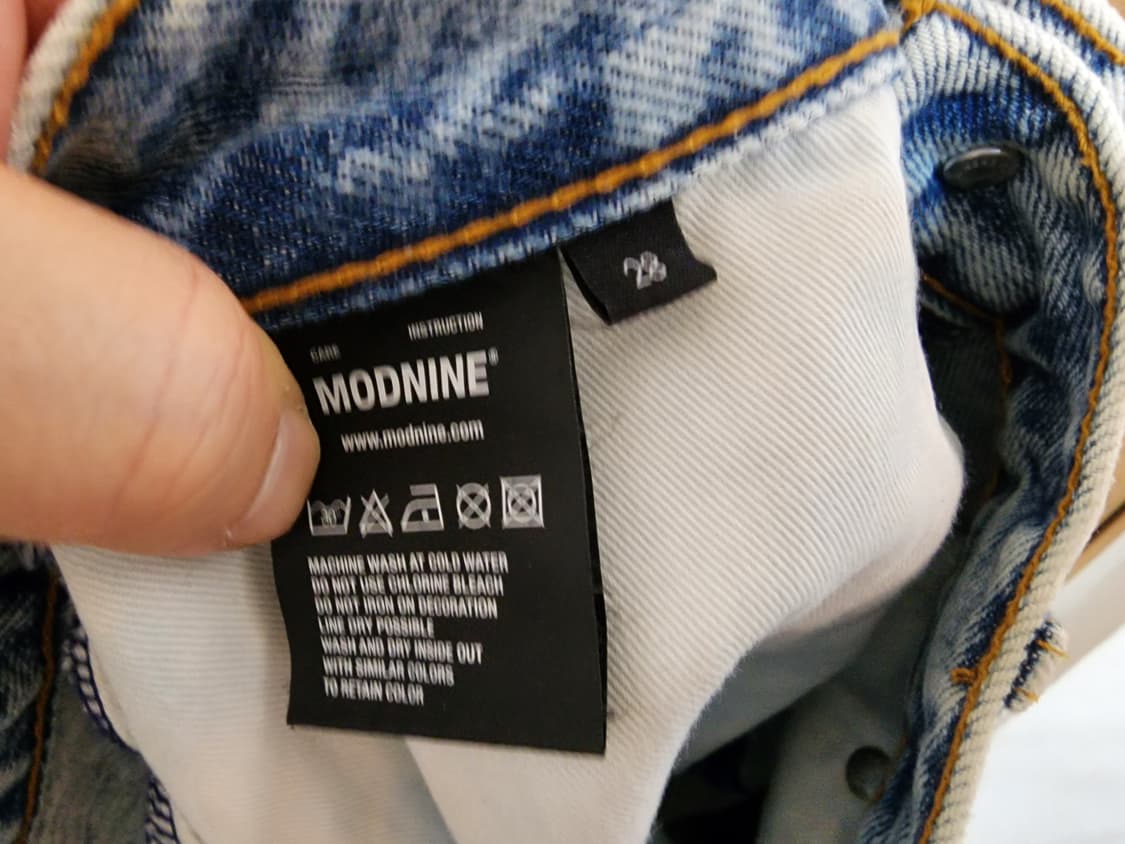 28
CARE INSTRUCTION
MODNINE®
www.modnine.com
30°
MACHINE WASH AT COLD WATER
DO NOT USE CHLORINE BLEACH
DO NOT IRON ON DECORATION
LINE DRY POSSIBLE
WASH AND DRY INSIDE OUT
WITH SIMILAR COLORS
TO RETAIN COLOR